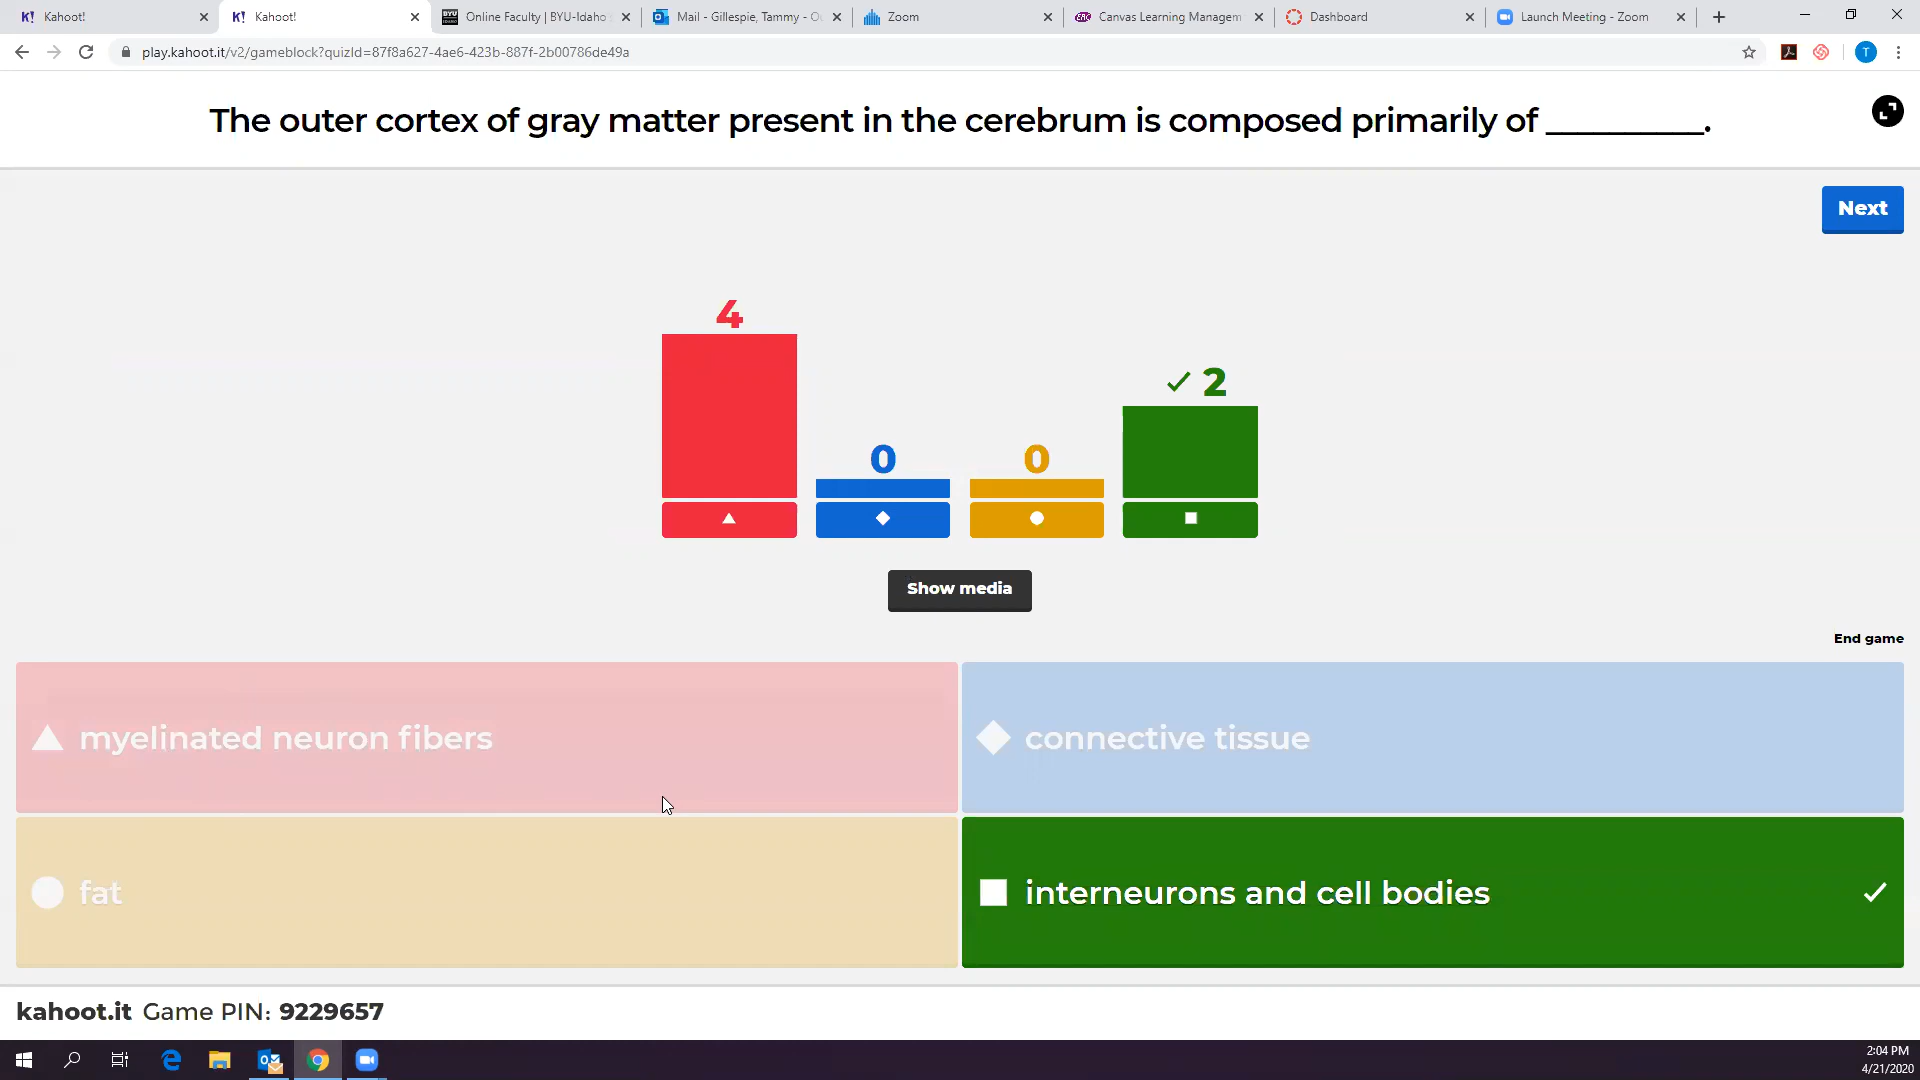 Kahoot!
Kahoot!
Online Faculty | BYU-Idaho
Mail - Gillespie, Tammy - O
Zoom
Canvas Learning Managem
Dashboard
Launch Meeting - Zoom
play.kahoot.it/v2/gameblock?quizId=87f8a627-4ae6-423b-887f-2b00786de49a
T
The outer cortex of gray matter present in the cerebrum is composed primarily of _________.
Next
4
0
0
2
Show media
End game
myelinated neuron fibers
connective tissue
fat
interneurons and cell bodies
kahoot.it Game PIN: 9229657
2:04 PM
4/21/2020